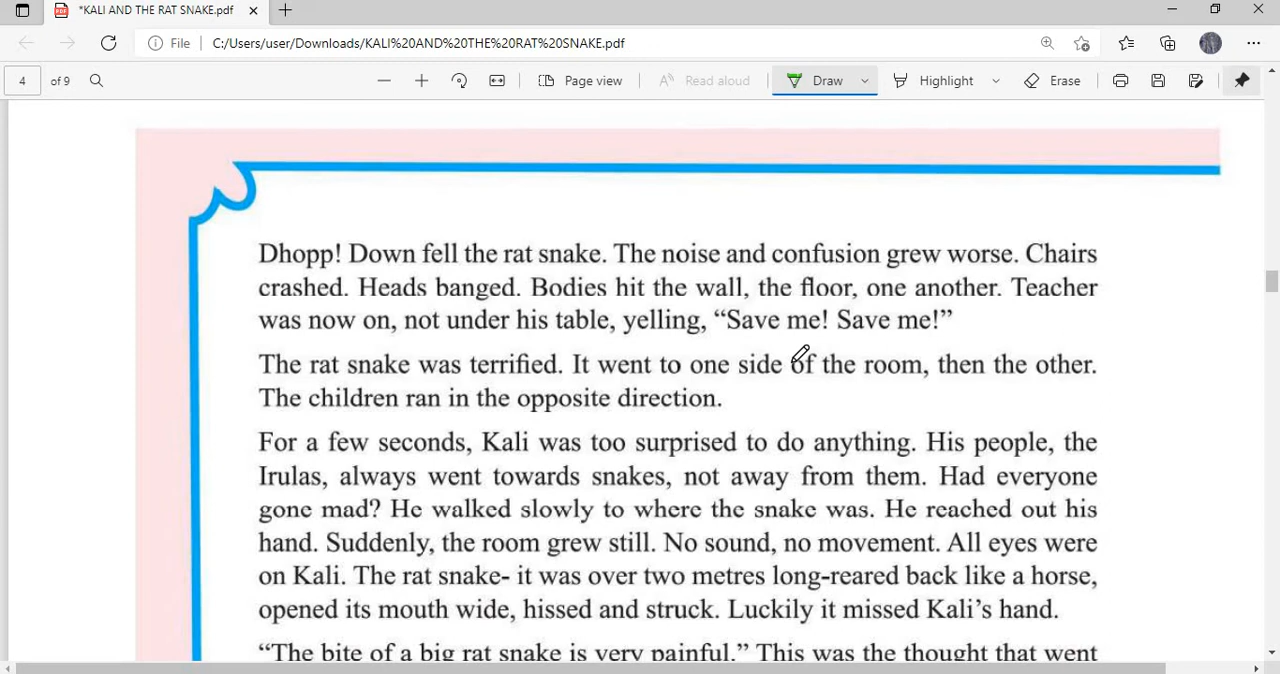 *KALI AND THE RAT SNAKE.pdf
File C:/Users/user/Downloads/KALI%20AND%20THE%20RAT%20SNAKE.pdf
4 of 9 Page view Read aloud Draw Highlight Erase
Dhopp! Down fell the rat snake. The noise and confusion grew worse. Chairs
crashed. Heads banged. Bodies hit the wall, the floor, one another. Teacher
was now on, not under his table, yelling, “Save me! Save me!”
The rat snake was terrified. It went to one side of the room, then the other.
The children ran in the opposite direction.
For a few seconds, Kali was too surprised to do anything. His people, the
Irulas, always went towards snakes, not away from them. Had everyone
gone mad? He walked slowly to where the snake was. He reached out his
hand. Suddenly, the room grew still. No sound, no movement. All eyes were
on Kali. The rat snake- it was over two metres long-reared back like a horse,
opened its mouth wide, hissed and struck. Luckily it missed Kali’s hand.
“The bite of a big rat snake is very painful.” This was the thought that went